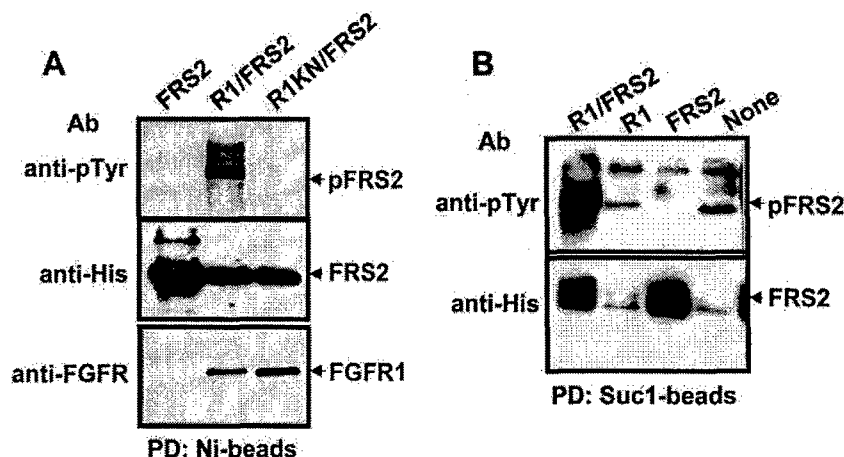 A
FRS2
R1/FRS2
R1KN/FRS2
Ab
anti-pTyr
pFRS2
anti-His
FRS2
anti-FGFR
FGFR1
PD: Ni-beads
B
R1/FRS2
R1
FRS2
None
Ab
anti-pTyr
pFRS2
anti-His
FRS2
PD: Suc1-beads